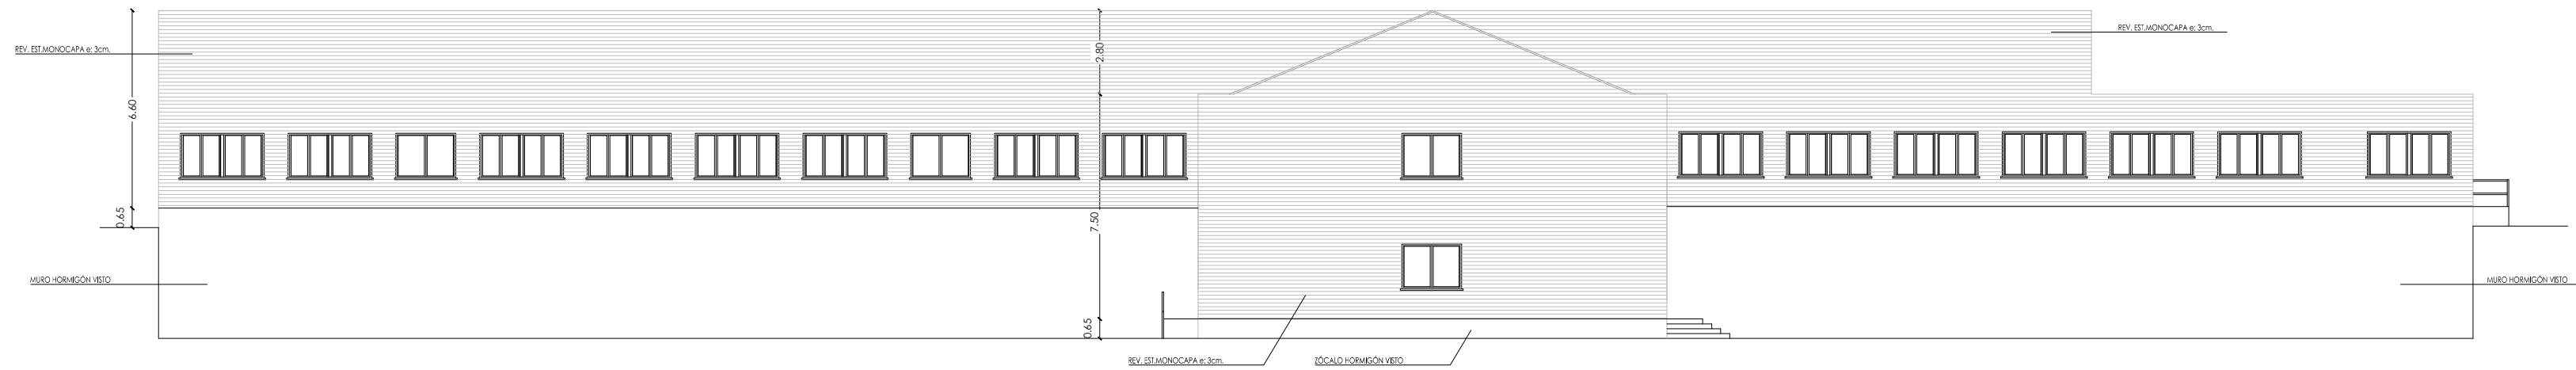 REV. EST.MONOCAPA e: 3cm.
2.80
REV. EST.MONOCAPA e: 3cm.
6.60
0.65
7.50
MURO HORMIGÓN VISTO
MURO HORMIGÓN VISTO
0.65
REV. EST.MONOCAPA e: 3cm.
ZÓCALO HORMIGÓN VISTO